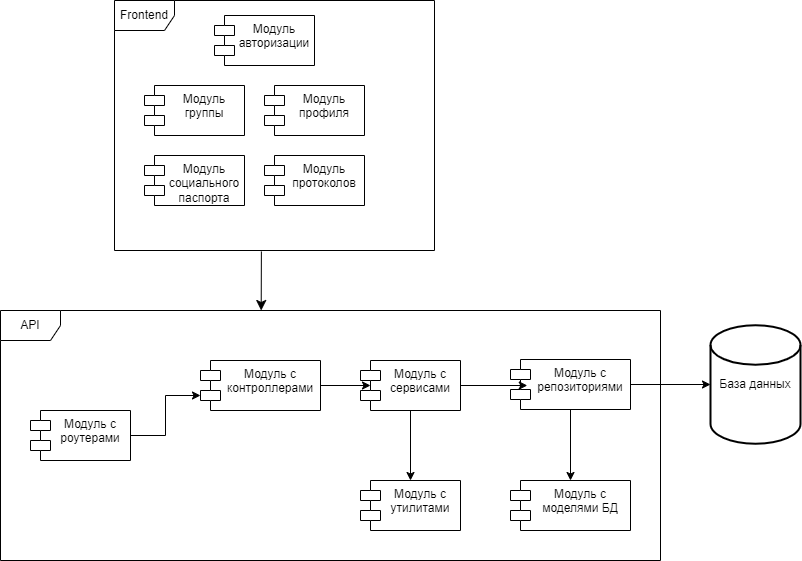 Frontend
Модуль
авторизации
Модуль
группы
Модуль
профиля
Модуль
социального
паспорта
Модуль
протоколов
API
Модуль с
роутерами
Модуль с
контроллерами
Модуль с
сервисами
Модуль с
репозиториями
База данных
Модуль с
утилитами
Модуль с
моделями БД